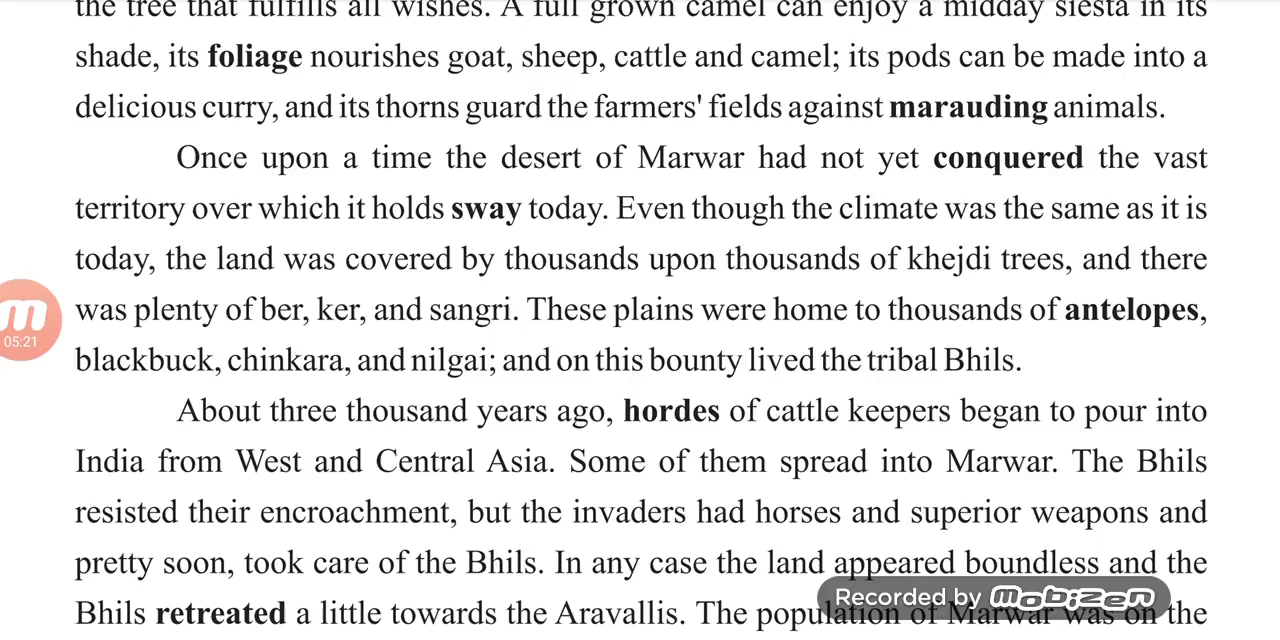 the tree that fulfills all wishes. A full grown camel can enjoy a midday siesta in its
shade, its foliage nourishes goat, sheep, cattle and camel; its pods can be made into a
delicious curry, and its thorns guard the farmers' fields against marauding animals.
Once upon a time the desert of Marwar had not yet conquered the vast
territory over which it holds sway today. Even though the climate was the same as it is
today, the land was covered by thousands upon thousands of khejdi trees, and there
was plenty of ber, ker, and sangri. These plains were home to thousands of antelopes,
m
05:21
blackbuck, chinkara, and nilgai; and on this bounty lived the tribal Bhils.
About three thousand years ago, hordes of cattle keepers began to pour into
India from West and Central Asia. Some of them spread into Marwar. The Bhils
resisted their encroachment, but the invaders had horses and superior weapons and
pretty soon, took care of the Bhils. In any case the land appeared boundless and the
Bhils retreated a little towards the Aravallis. The population of Marwar was on the
Recorded by mobizen